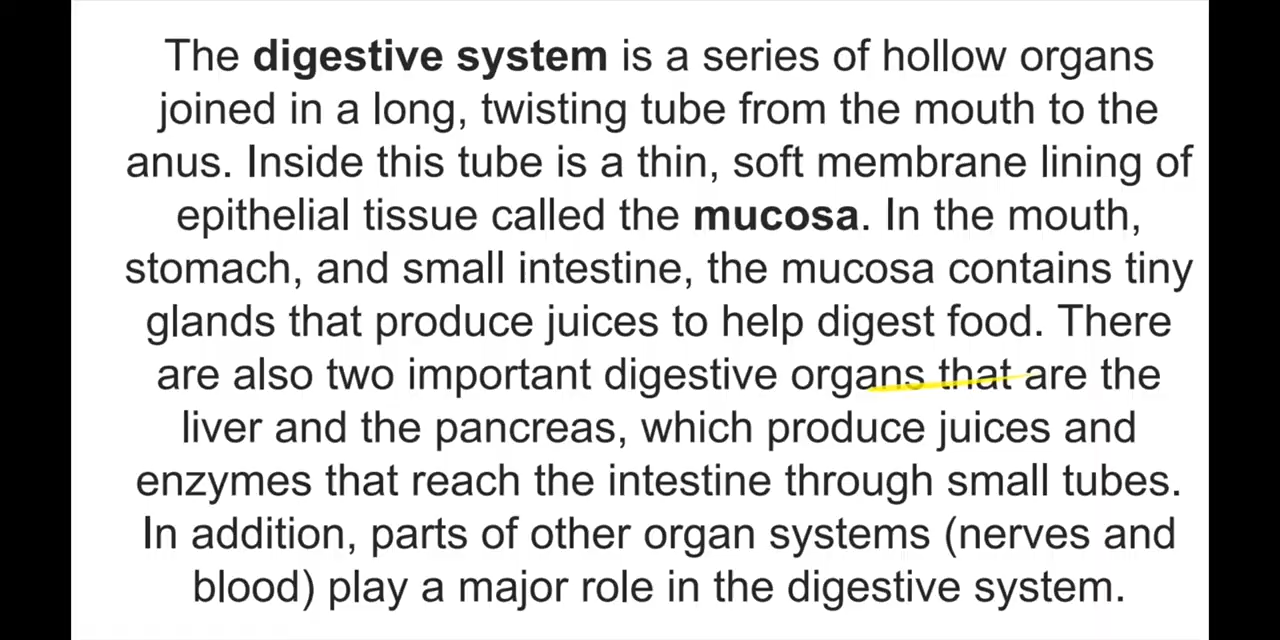 The digestive system is a series of hollow organs
joined in a long, twisting tube from the mouth to the
anus. Inside this tube is a thin, soft membrane lining of
epithelial tissue called the mucosa. In the mouth,
stomach, and small intestine, the mucosa contains tiny
glands that produce juices to help digest food. There
are also two important digestive organs that are the
liver and the pancreas, which produce juices and
enzymes that reach the intestine through small tubes.
In addition, parts of other organ systems (nerves and
blood) play a major role in the digestive system.